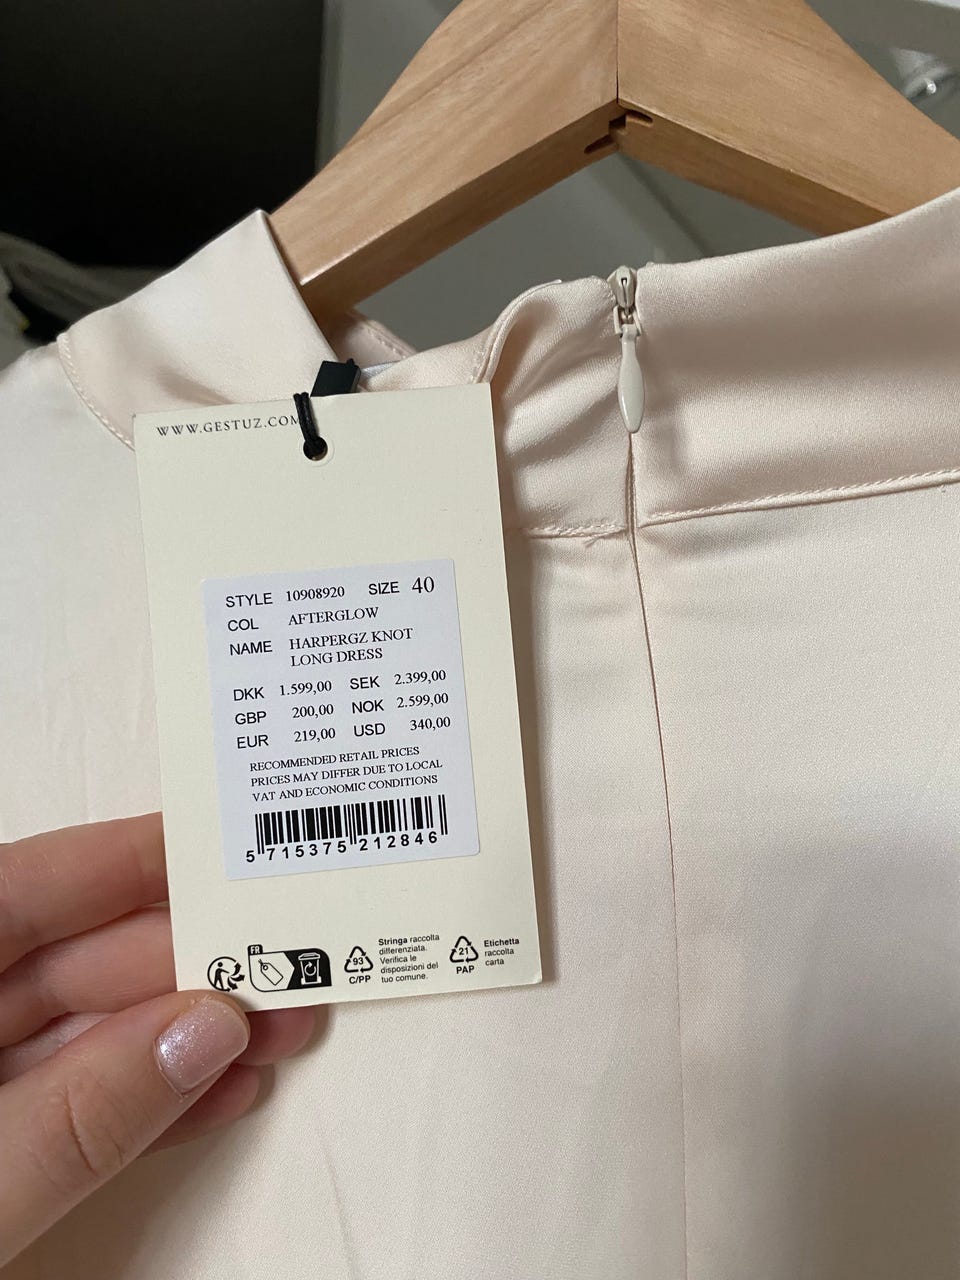 WWW.GESTUZ.COM
STYLE 10908920 SIZE 40
COL AFTERGLOW
NAME HARPERGZ KNOT
LONG DRESS
DKK 1.599,00 SEK 2.399,00
GBP 200,00 NOK 2.599,00
EUR 219,00 USD 340,00
RECOMMENDED RETAIL PRICES
PRICES MAY DIFFER DUE TO LOCAL
VAT AND ECONOMIC CONDITIONS
5 715375 212846
FR
93
C/PP
Stringa raccolta
differenziata.
Verifica le
disposizioni del
tuo comune.
21
PAP
Etichetta
raccolta
carta